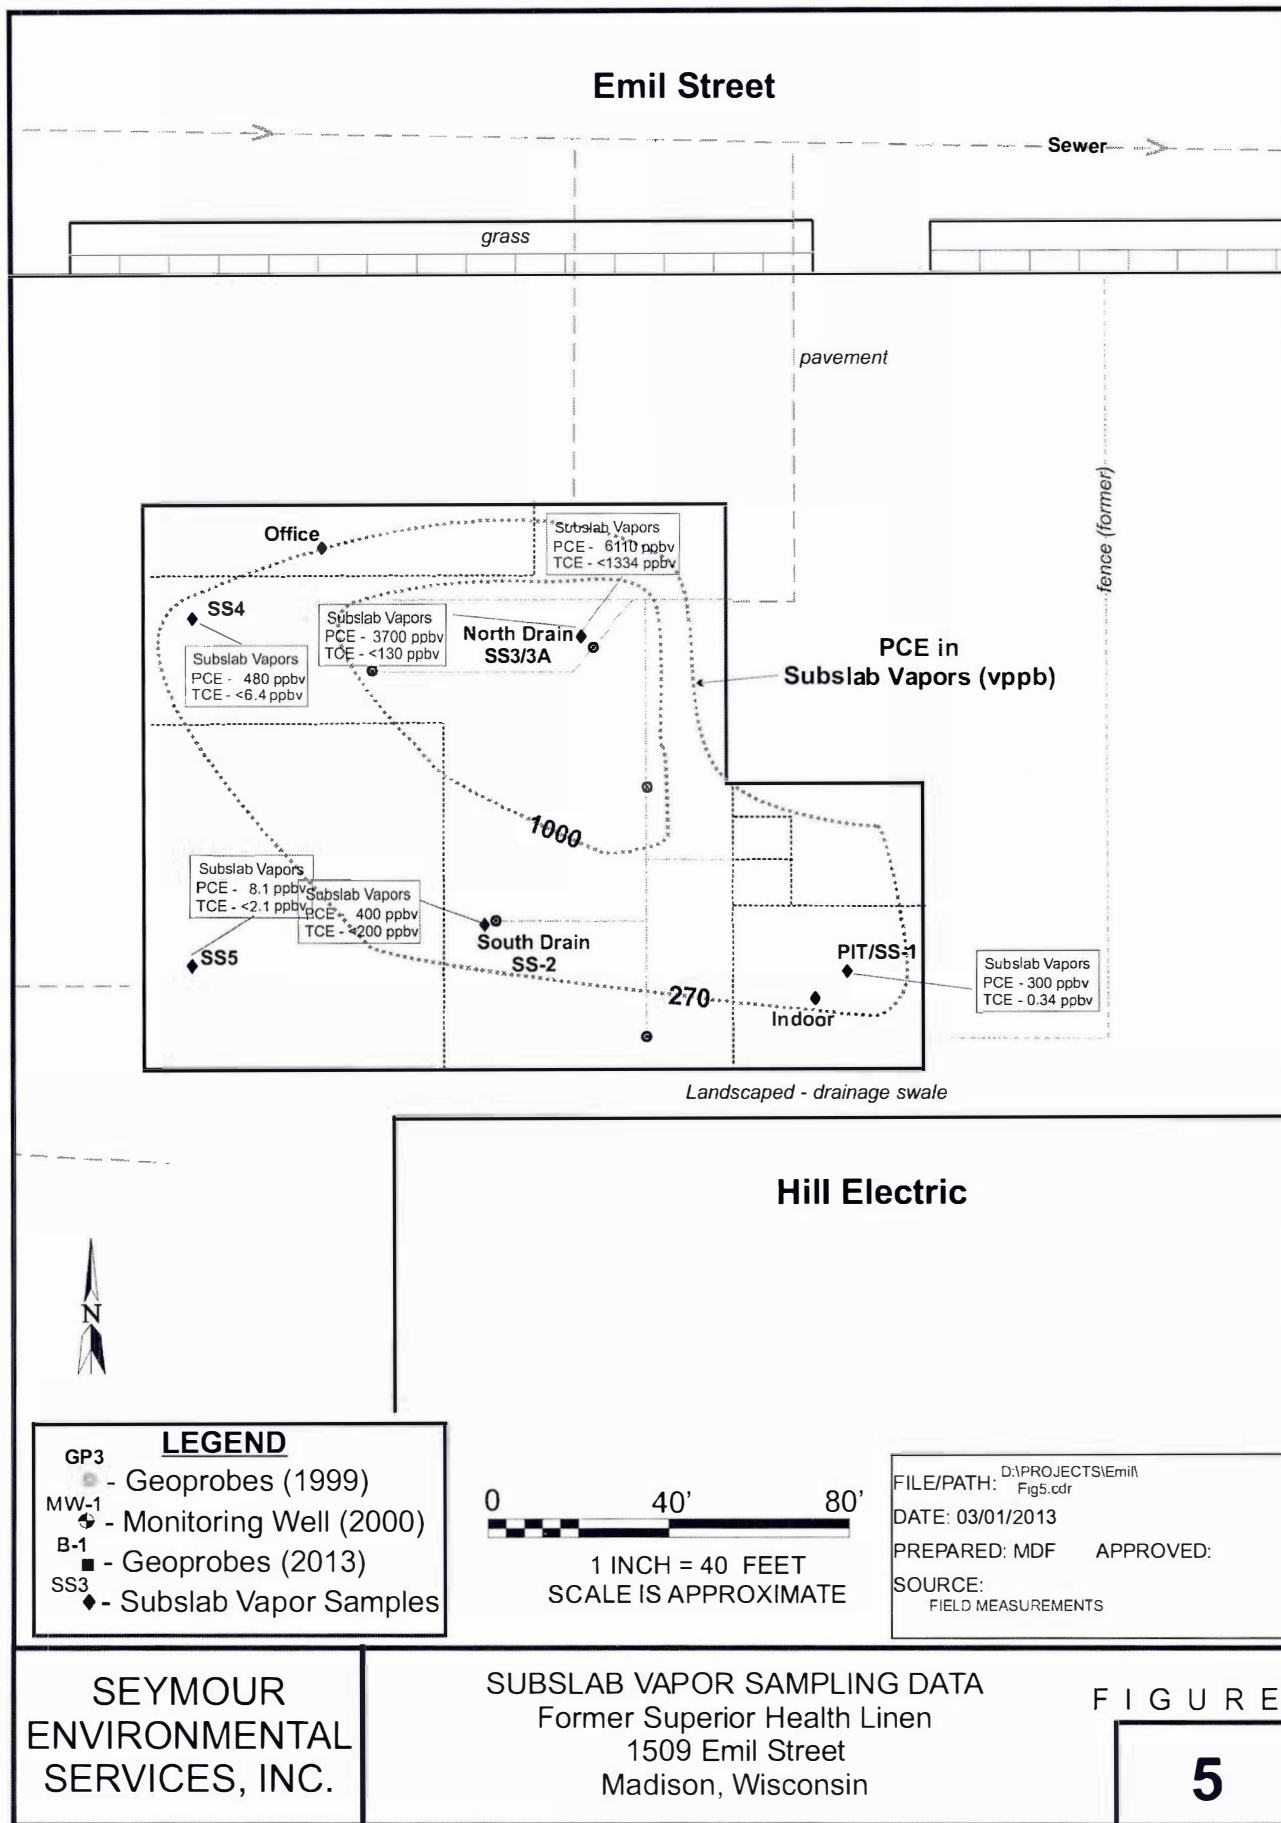 Emil Street
Sewer
grass
pavement
fence (former)
Office
Subslab Vapors
PCE - 6110 ppbv
TCE - <1334 ppbv
SS4
Subslab Vapors
PCE - 3700 ppbv
TCE - <130 ppbv
North Drain
SS3/3A
Subslab Vapors
PCE - 480 ppbv
TCE - <6.4 ppbv
PCE in
Subslab Vapors (vppb)
1000
Subslab Vapors
PCE - 8.1 ppbv
TCE - <2.1 ppbv
Subslab Vapors
PCE - 400 ppbv
TCE - <200 ppbv
South Drain
SS-2
SS5
PIT/SS-1
Subslab Vapors
PCE - 300 ppbv
TCE - 0.34 ppbv
270
Indoor
Landscaped - drainage swale
Hill Electric
N
LEGEND
GP3
- Geoprobes (1999)
MW-1
- Monitoring Well (2000)
B-1
- Geoprobes (2013)
SS3
- Subslab Vapor Samples
0 40' 80'
1 INCH = 40 FEET
SCALE IS APPROXIMATE
FILE/PATH: D:\PROJECTS\Emil\
Fig5.cdr
DATE: 03/01/2013
PREPARED: MDF APPROVED:
SOURCE:
FIELD MEASUREMENTS
SEYMOUR
ENVIRONMENTAL
SERVICES, INC.
SUBSLAB VAPOR SAMPLING DATA
Former Superior Health Linen
1509 Emil Street
Madison, Wisconsin
FIGURE
5